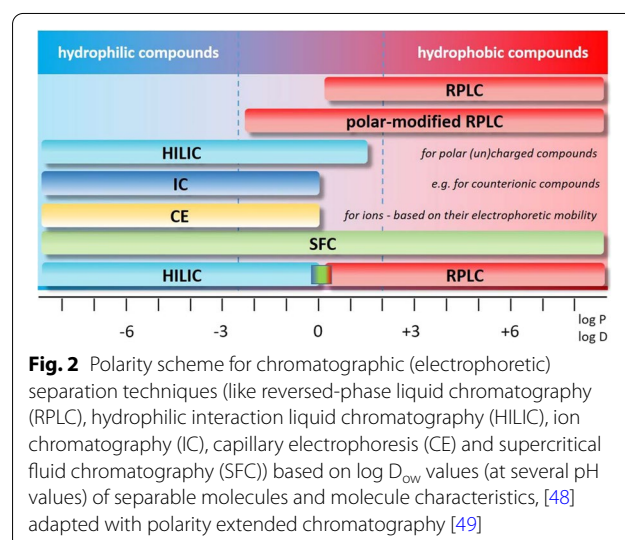 hydrophilic compounds hydrophobic compounds
RPLC
polar-modified RPLC
HILIC for polar (un)charged compounds
IC e.g. for counterionic compounds
CE for ions - based on their electrophoretic mobility
SFC
HILIC RPLC
log P
-6 -3 0 +3 +6 log D
Fig. 2 Polarity scheme for chromatographic (electrophoretic)
separation techniques (like reversed-phase liquid chromatography
(RPLC), hydrophilic interaction liquid chromatography (HILIC), ion
chromatography (IC), capillary electrophoresis (CE) and supercritical
fluid chromatography (SFC)) based on log Dow values (at several pH
values) of separable molecules and molecule characteristics, [48]
adapted with polarity extended chromatography [49]